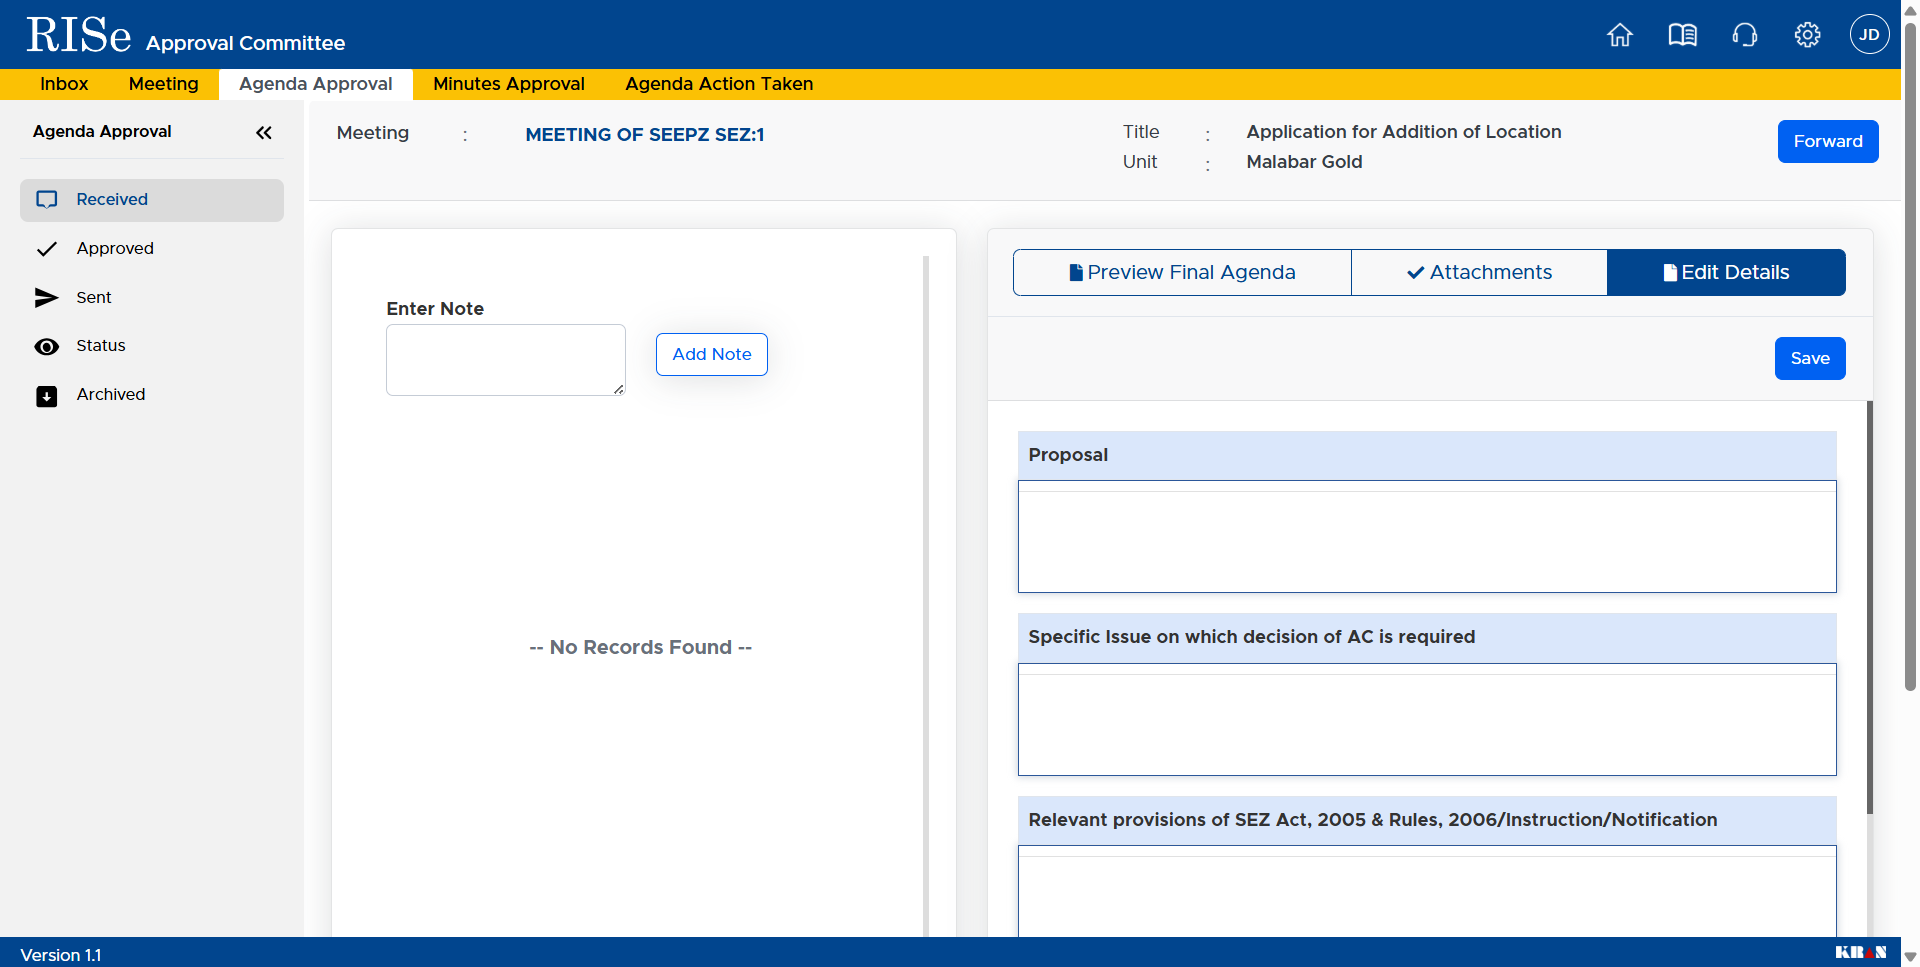 RISe Approval Committee
JD
Inbox Meeting Agenda Approval Minutes Approval Agenda Action Taken
Agenda Approval
Received
Approved
Sent
Status
Archived
Meeting : MEETING OF SEEPZ SEZ:1
Title : Application for Addition of Location
Unit : Malabar Gold
Forward
Enter Note
Add Note
-- No Records Found --
Preview Final Agenda Attachments Edit Details
Save
Proposal
Specific Issue on which decision of AC is required
Relevant provisions of SEZ Act, 2005 & Rules, 2006/Instruction/Notification
Version 1.1
KRAN